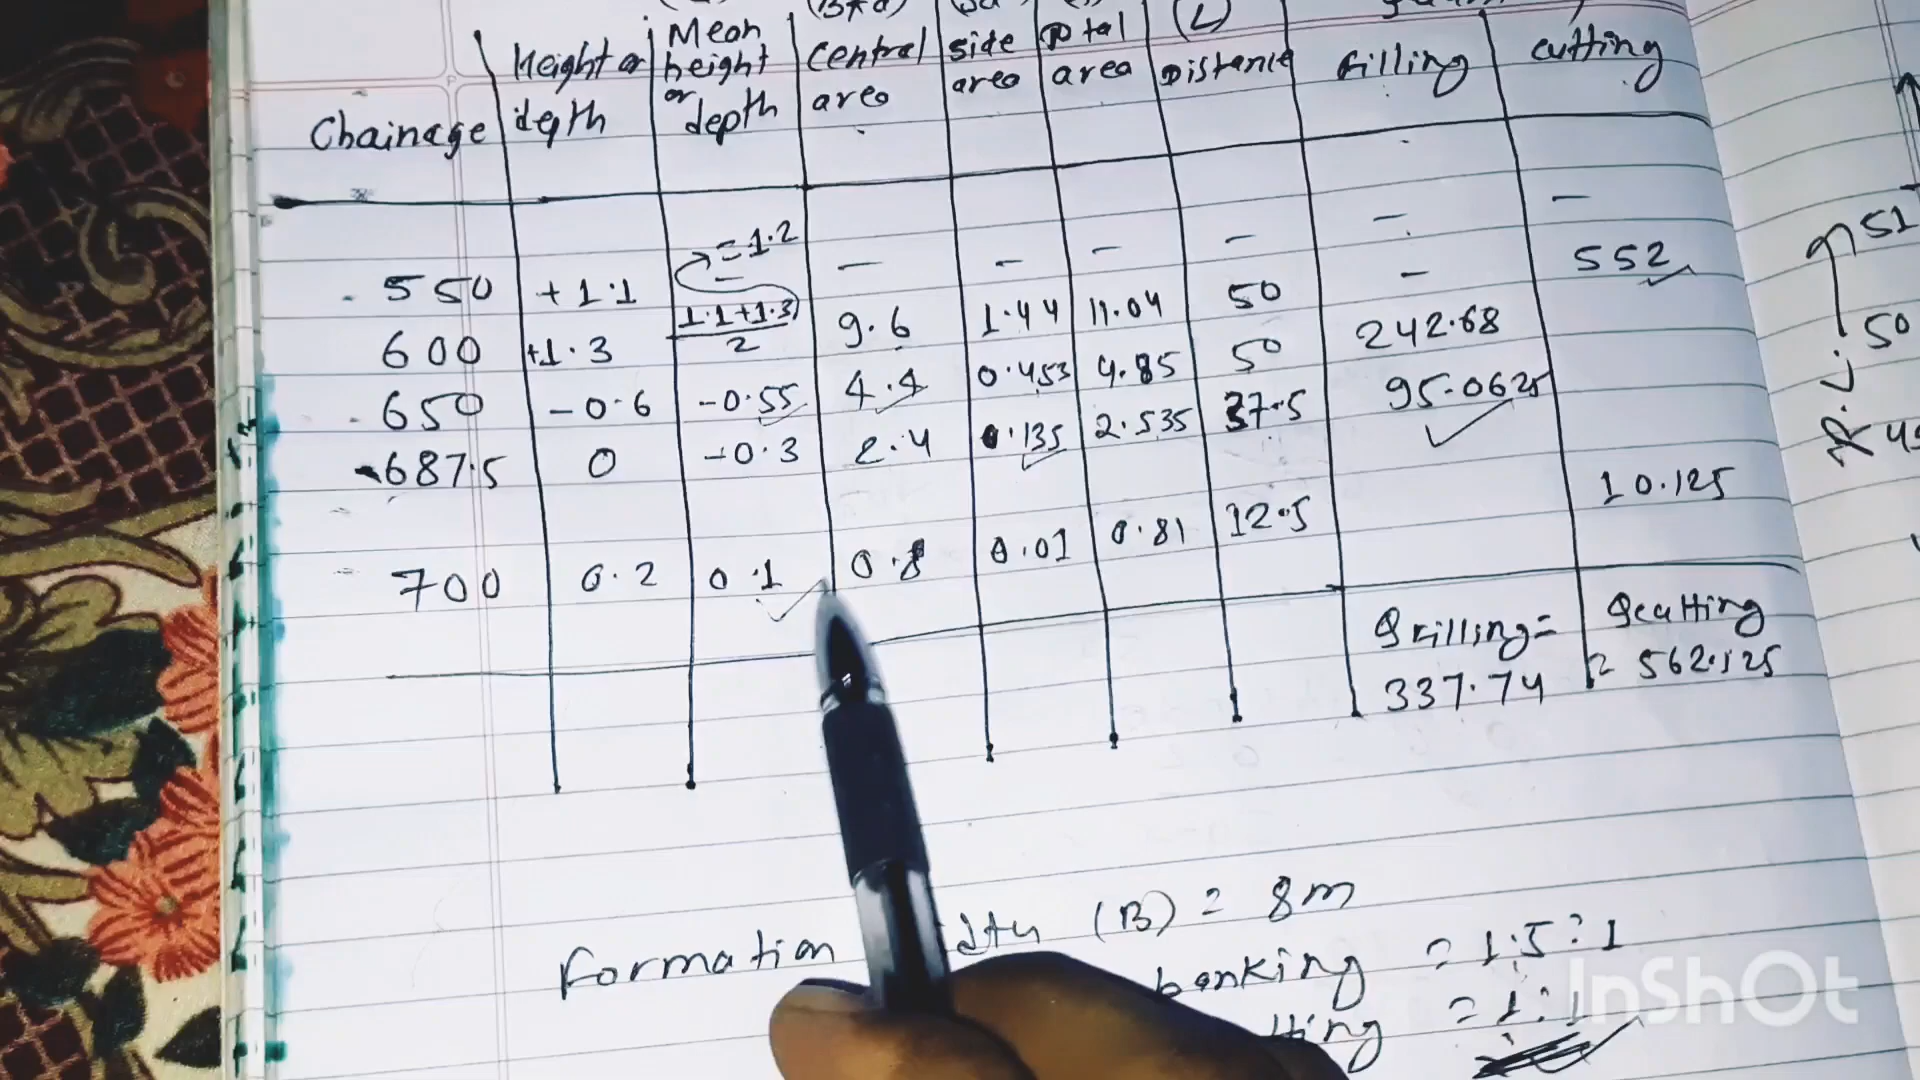 (B*d)
(L)
Chainage Height or depth Mean height or depth Central area side area Total area Distance filling cutting
= 1.2
550 +1.1 - - - - - - -
600 +1.3 1.1+1.3/2 9.6 1.44 11.04 50 - 552
650 -0.6 -0.55 4.4 0.453 4.85 50 242.68
687.5 0 -0.3 2.4 0.135 2.535 37.5 95.0625
700 0.2 0.1 0.8 0.01 0.81 12.5 10.125
337.74 562.125
Formation (B) = 8m
banking = 1.5:1
= 1:1
51
50
InShOt